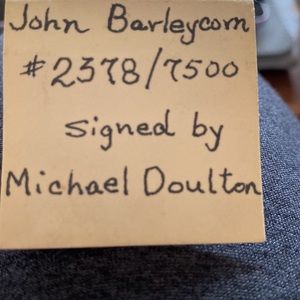 John Barleycorn
#2378/7500
signed by
Michael Doulton